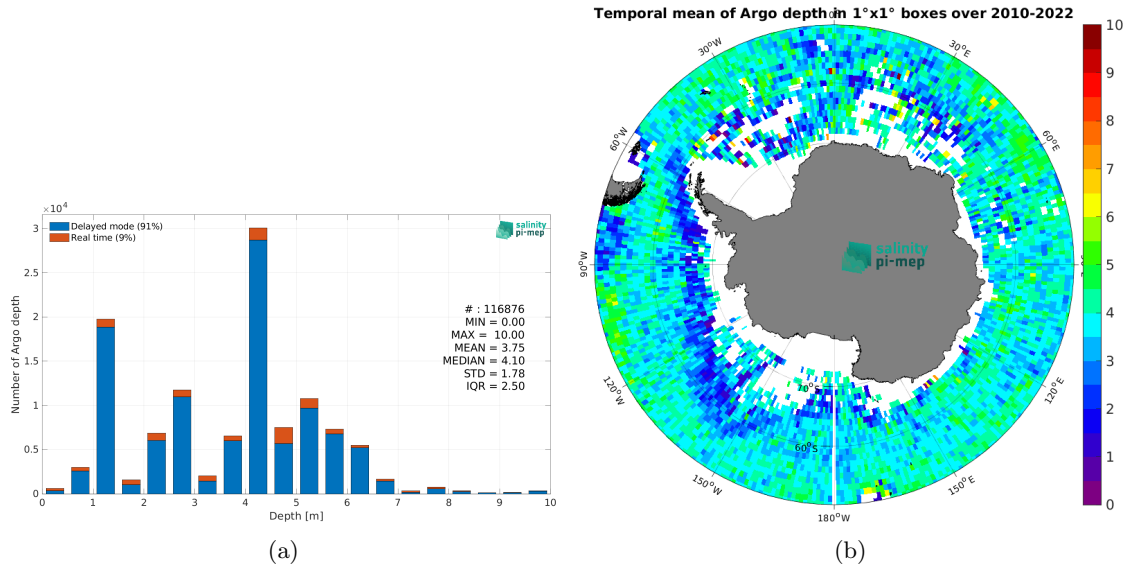 × 10⁴
3
2.5
2
1.5
1
0.5
0
Number of Argo depth
Delayed mode (91%)
Real time (9%)
salinity
pi-mep
# : 116876
MIN = 0.00
MAX = 10.00
MEAN = 3.75
MEDIAN = 4.10
STD = 1.78
IQR = 2.50
0 1 2 3 4 5 6 7 8 9 10
Depth [m]
(a)
Temporal mean of Argo depth in 1°x1° boxes over 2010-2022
30°W
30°E
60°W
60°E
90°W
120°W
120°E
150°W
150°E
180°W
70°S
60°S
salinity
pi-mep
10
9
8
7
6
5
4
3
2
1
0
(b)